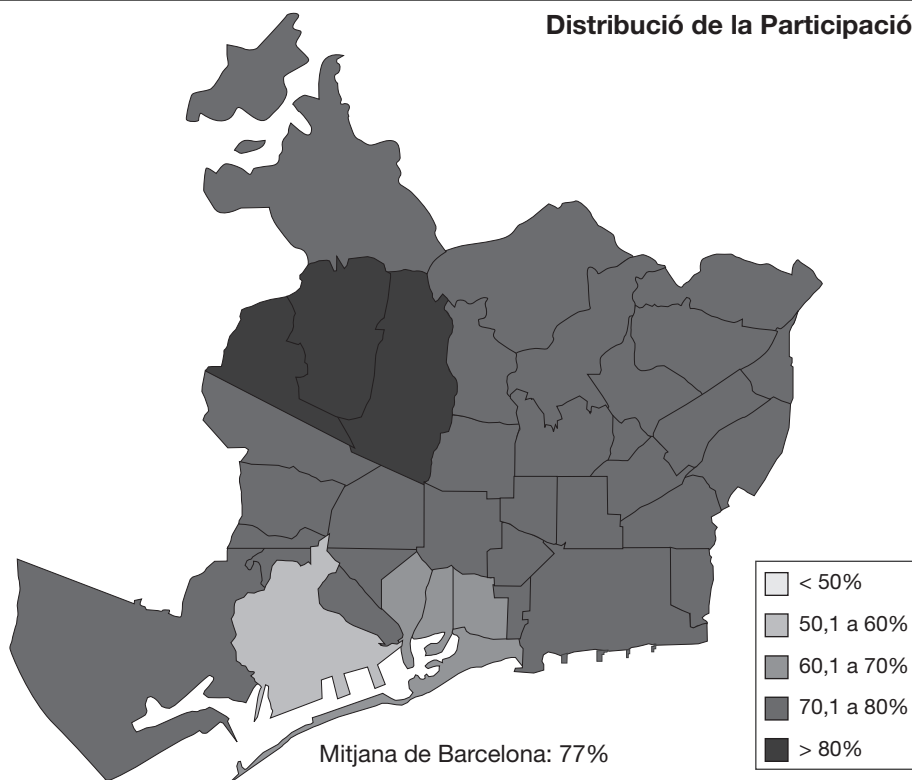 Distribució de la Participació
< 50%
50,1 a 60%
60,1 a 70%
70,1 a 80%
> 80%
Mitjana de Barcelona: 77%